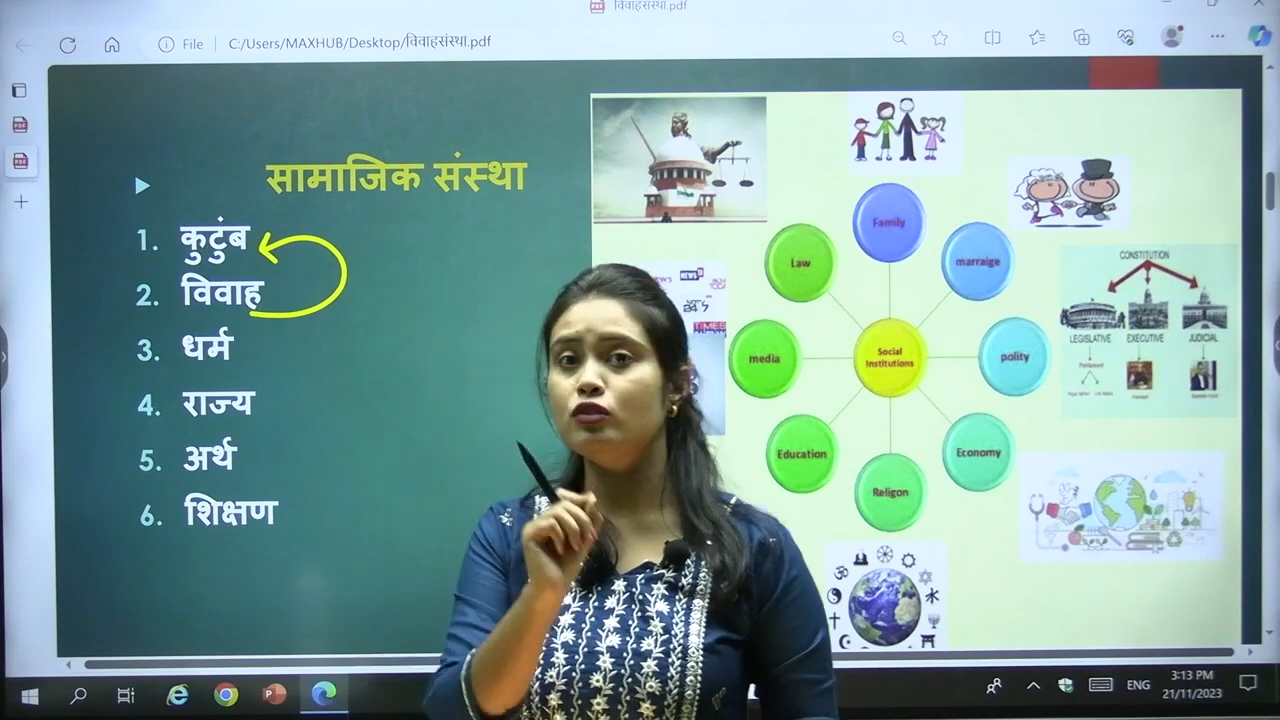 विवाहसंस्था.pdf
File
C:/Users/MAXHUB/Desktop/विवाहसंस्था.pdf
सामाजिक संस्था
1. कुटुंब
2. विवाह
3. धर्म
4. राज्य
5. अर्थ
6. शिक्षण
Family
Law
marraige
media
Social
Institutions
polity
Education
Economy
Religon
CONSTITUTION
LEGISLATIVE
EXECUTIVE
JUDICIAL
Parliament
TIMES
ENG
3:13 PM
21/11/2023